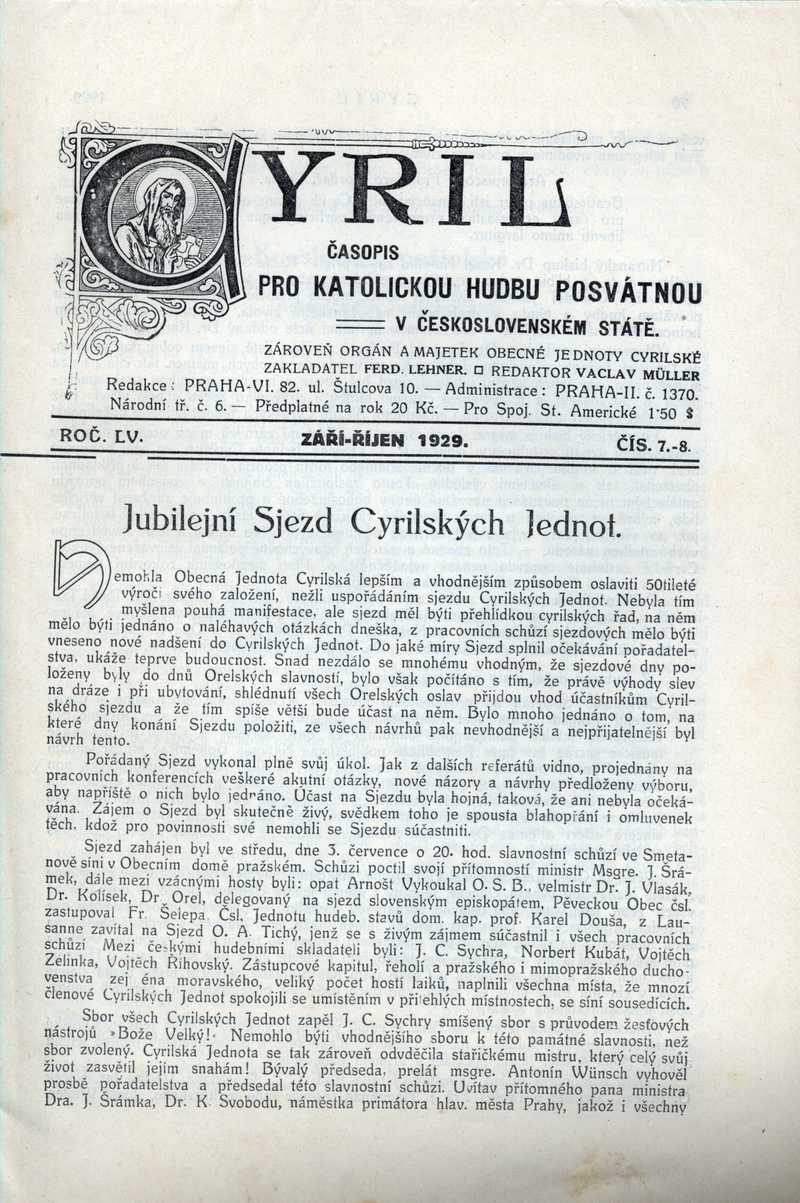 CYRIL
ČASOPIS
PRO KATOLICKOU HUDBU POSVÁTNOU
V ČESKOSLOVENSKÉM STÁTĚ.
ZÁROVEŇ ORGÁN A MAJETEK OBECNÉ JEDNOTY CYRILSKÉ
ZAKLADATEL FERD. LEHNER. □ REDAKTOR VACLAV MÜLLER
Redakce: PRAHA-VI. 82. ul. Štulcova 10. — Administrace: PRAHA-II. č. 1370.
Národní tř. č. 6. — Předplatné na rok 20 Kč. — Pro Spoj. St. Americké 1·50 $
ROČ. LV. ZÁŘÍ-ŘÍJEN 1929. ČÍS. 7.-8.
Jubilejní Sjezd Cyrilských Jednot.
Nemohla Obecná Jednota Cyrilská lepším a vhodnějším způsobem oslaviti 50tileté
výročí svého založení, nežli uspořádáním sjezdu Cyrilských Jednot. Nebyla tím
myšlena pouhá manifestace, ale sjezd měl býti přehlídkou cyrilských řad, na něm
mělo býti jednáno o naléhavých otázkách dneška, z pracovních schůzí sjezdových mělo býti
vneseno nové nadšení do Cyrilských Jednot. Do jaké míry Sjezd splnil očekávání pořadatel-
stva, ukáže teprve budoucnost. Snad nezdálo se mnohému vhodným, že sjezdové dny po-
loženy byly do dnů Orelských slavností, bylo však počítáno s tím, že právě výhody slev
na dráze i při ubytování, shlédnutí všech Orelských oslav přijdou vhod účastníkům Cyril-
ského sjezdu a že tím spíše větší bude účast na něm. Bylo mnoho jednáno o tom, na
které dny konání Sjezdu položiti, ze všech návrhů pak nevhodnější a nejpřijatelnější byl
návrh tento.
Pořádaný Sjezd vykonal plně svůj úkol. Jak z dalších referátů vidno, projednány na
pracovních konferencích veškeré akutní otázky, nové názory a návrhy předloženy výboru,
aby napříště o nich bylo jednáno. Účast na Sjezdu byla hojná, taková, že ani nebyla očeká-
vána. Zájem o Sjezd byl skutečně živý, svědkem toho je spousta blahopřání i omluvenek
těch, kdož pro povinnosti své nemohli se Sjezdu súčastniti.
Sjezd zahájen byl ve středu, dne 3. července o 20. hod. slavnostní schůzí ve Smeta-
nově síni v Obecním domě pražském. Schůzi poctil svojí přítomností ministr Msgre. J. Šrá-
mek, dále mezi vzácnými hosty byli: opat Arnošt Vykoukal O. S. B., velmistr Dr. J. Vlasák,
Dr. Kolísek, Dr. Orel, delegovaný na sjezd slovenským episkopátem, Pěveckou Obec čsl.
zastupoval Fr. Selepa, Čsl. Jednotu hudeb. stavů dom. kap. prof. Karel Douša, z Lau-
sanne zavítal na Sjezd O. A. Tichý, jenž se s živým zájmem súčastnil i všech pracovních
schůzí Mezi českými hudebními skladateli byli: J. C. Sychra, Norbert Kubát, Vojtěch
Zelinka, Vojtěch Říhovský. Zástupcové kapitul, řeholí a pražského i mimopražského ducho-
venstva zej éna moravského, veliký počet hostí laiků, naplnili všechna místa, že mnozí
členové Cyrilských Jednot spokojili se umístěním v přilehlých místnostech, se síní sousedících.
Sbor všech Cyrilských Jednot zapěl J. C. Sychry smíšený sbor s průvodem žesťových
nástrojů »Bože Velký!« Nemohlo býti vhodnějšího sboru k této památné slavnosti, než
sbor zvolený. Cyrilská Jednota se tak zároveň odvděčila stařičkému mistru, který celý svůj
život zasvětil jejím snahám! Bývalý předseda, prelát msgre. Antonín Wünsch vyhověl
prosbě pořadatelstva a předsedal této slavnostní schůzi. Uvítav přítomného pana ministra
Dra. J. Šrámka, Dr. K. Svobodu, náměstka primátora hlav. města Prahy, jakož i všechny